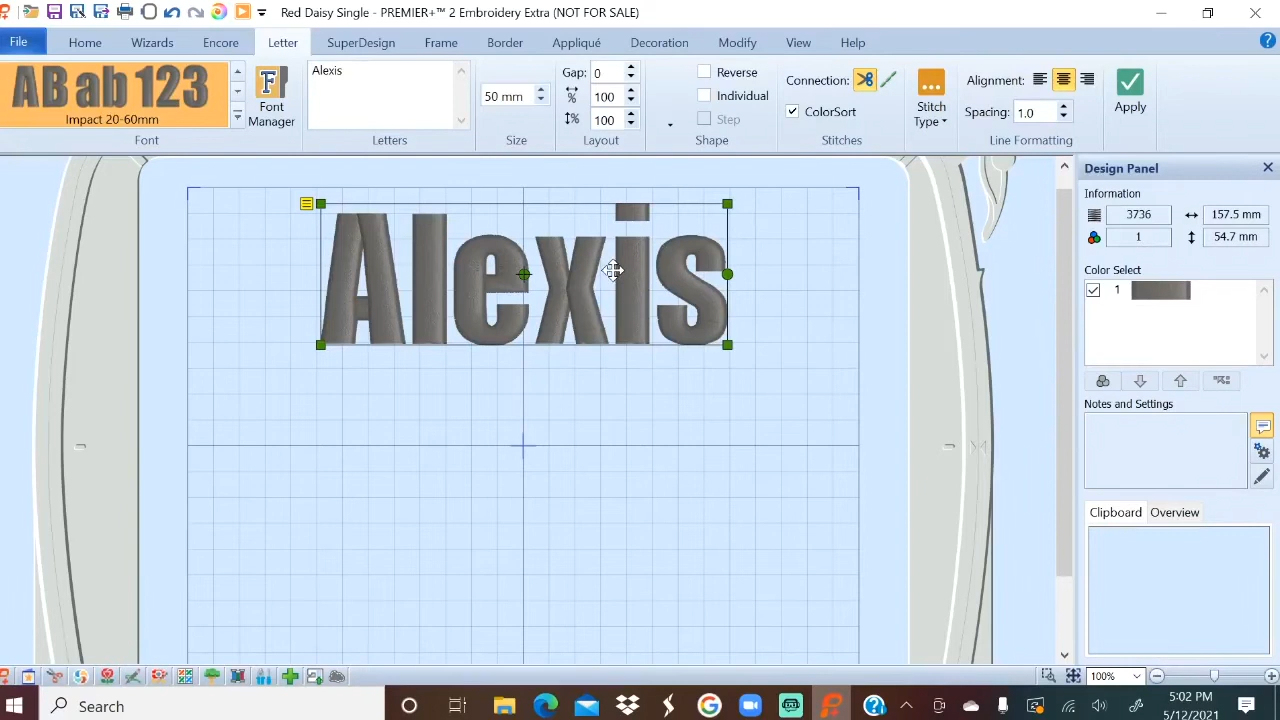 Red Daisy Single - PREMIER+™ 2 Embroidery Extra (NOT FOR SALE)
File Home Wizards Encore Letter SuperDesign Frame Border Appliqué Decoration Modify View Help
AB ab 123
Impact 20-60mm
Font
Font Manager
Alexis
Letters
50 mm
Size
Gap: 0
100
100
Layout
Reverse
Individual
Step
Shape
Connection:
ColorSort
Stitch Type
Stitches
Alignment:
Spacing: 1.0
Line Formatting
Apply
Alexis
Design Panel
Information
3736 157.5 mm
1 54.7 mm
Color Select
1
Notes and Settings
Clipboard Overview
100%
Search
5:02 PM
5/12/2021